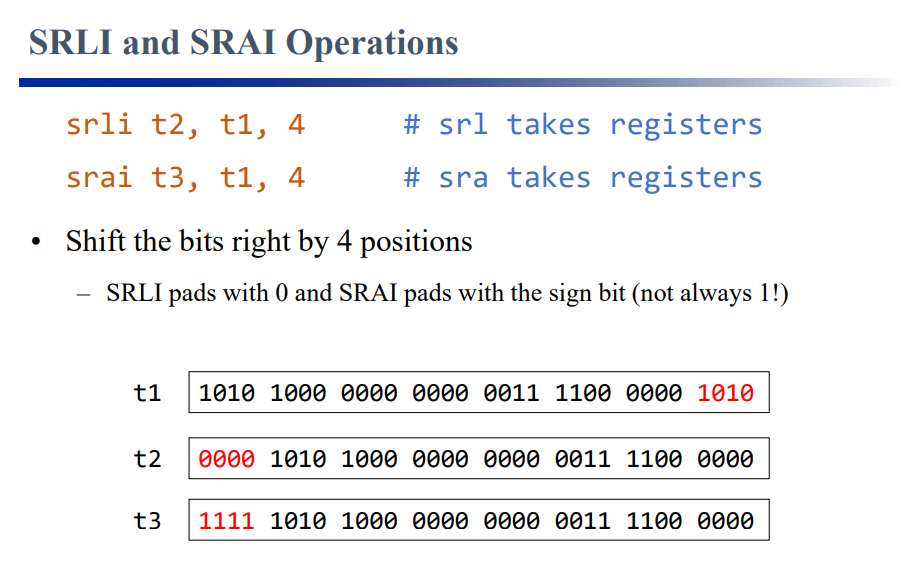 SRLI and SRAI Operations
srli t2, t1, 4 # srl takes registers
srai t3, t1, 4 # sra takes registers
• Shift the bits right by 4 positions
– SRLI pads with 0 and SRAI pads with the sign bit (not always 1!)
t1 1010 1000 0000 0000 0011 1100 0000 1010
t2 0000 1010 1000 0000 0000 0011 1100 0000
t3 1111 1010 1000 0000 0000 0011 1100 0000